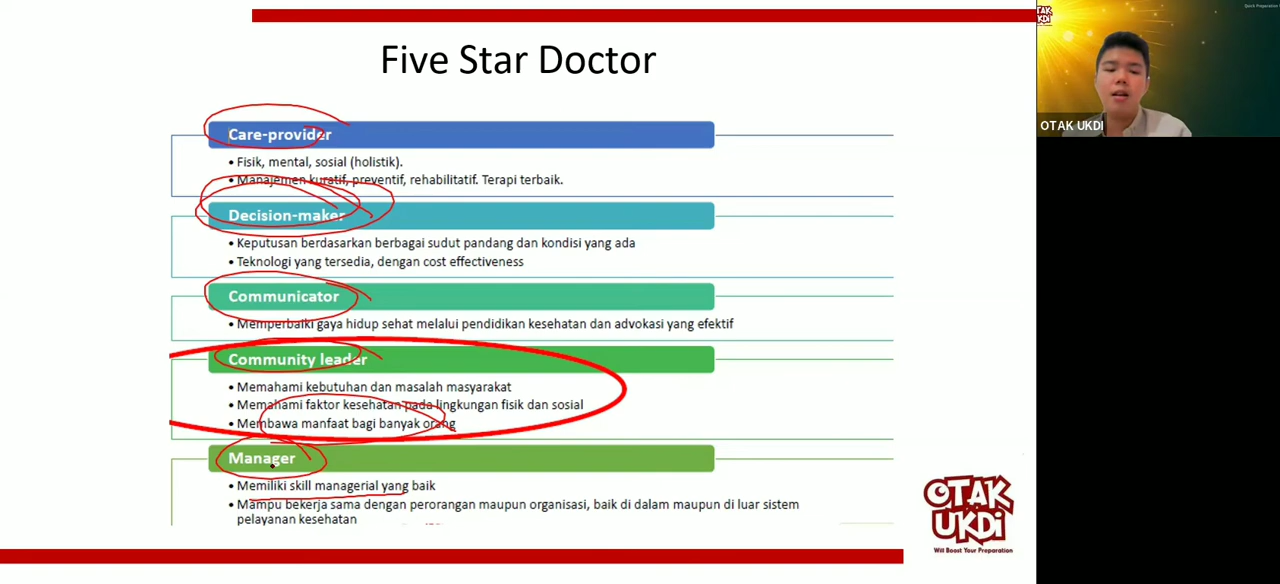 Five Star Doctor
Care-provider
• Fisik, mental, sosial (holistik).
• Manajemen kuratif, preventif, rehabilitatif. Terapi terbaik.
Decision-maker
• Keputusan berdasarkan berbagai sudut pandang dan kondisi yang ada
• Teknologi yang tersedia, dengan cost effectiveness
Communicator
• Memperbaiki gaya hidup sehat melalui pendidikan kesehatan dan advokasi yang efektif
Community leader
• Memahami kebutuhan dan masalah masyarakat
• Memahami faktor kesehatan pada lingkungan fisik dan sosial
• Membawa manfaat bagi banyak orang
Manager
• Memiliki skill managerial yang baik
• Mampu bekerja sama dengan perorangan maupun organisasi, baik di dalam maupun di luar sistem
pelayanan kesehatan
OTAK
UKDI
Will Boost Your Preparation
TAK
KDI
Quick Preparation
OTAK UKDI